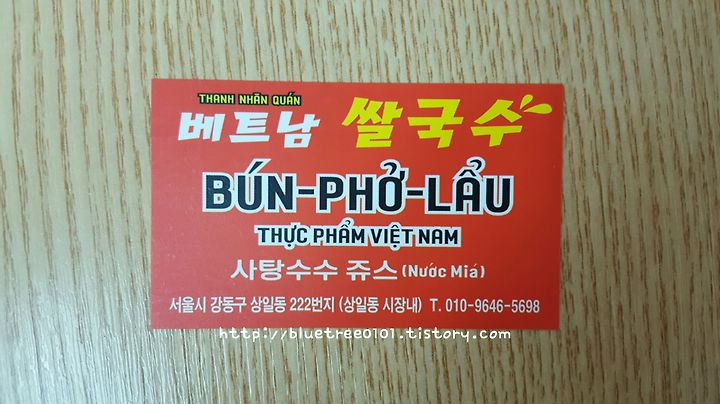 THANH NHÃN QUÁN
베트남 쌀국수
BÚN-PHỞ-LẨU
THỰC PHẨM VIỆT NAM
사탕수수 쥬스 (Nước Miá)
서울시 강동구 상일동 222번지 (상일동 시장내) T. 010-9646-5698
http://bluetree0101.tistory.com